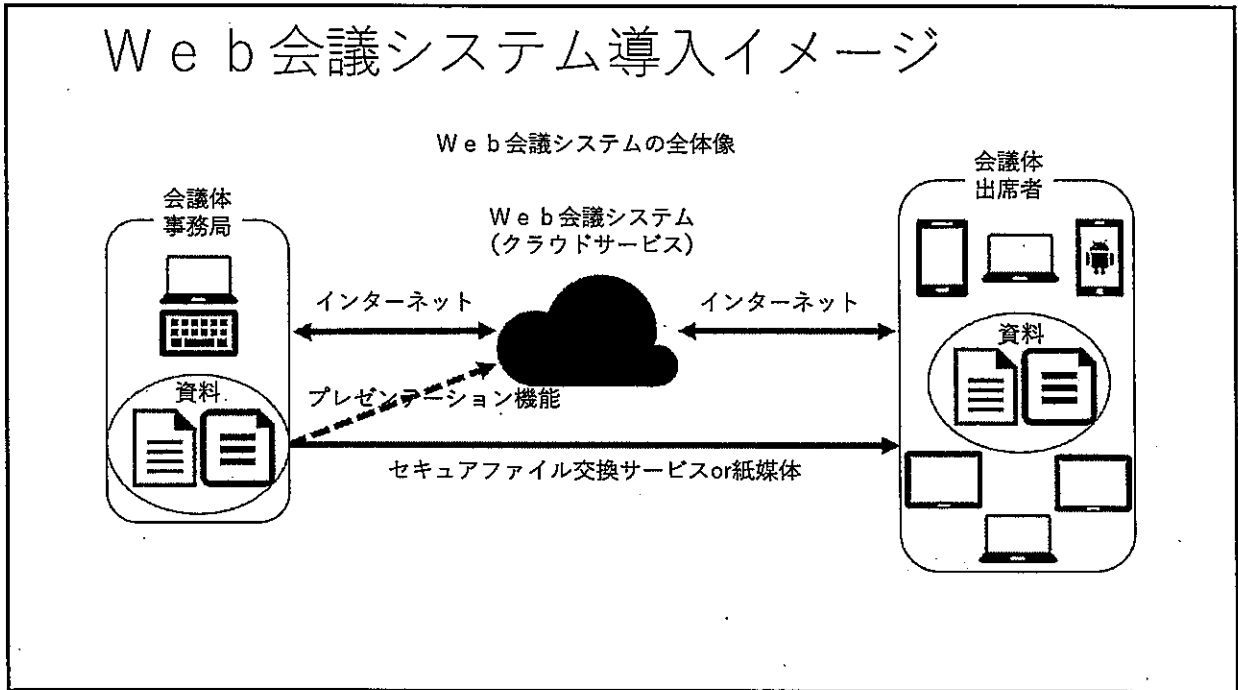 Ｗｅｂ会議システム導入イメージ
Ｗｅｂ会議システムの全体像
会議体
事務局
Ｗｅｂ会議システム
(クラウドサービス)
会議体
出席者
インターネット
インターネット
資料
資料
プレゼンテーション機能
セキュアファイル交換サービスor紙媒体